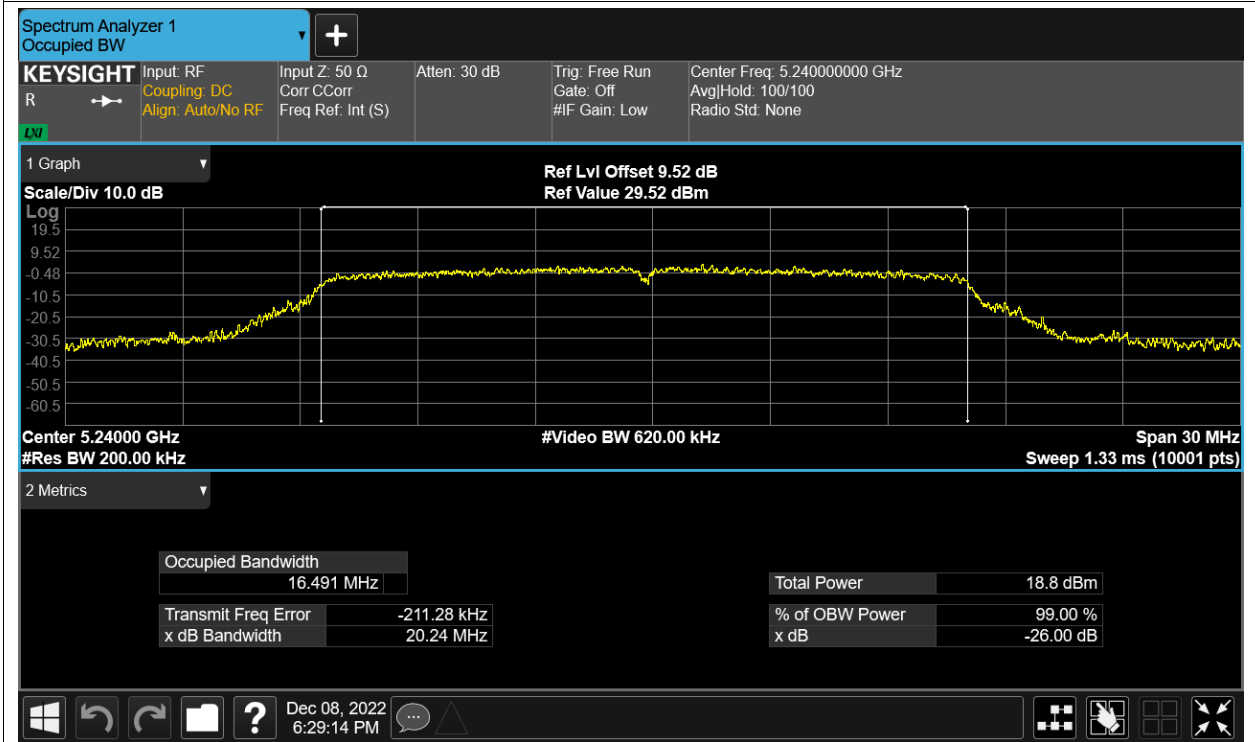 Spectrum Analyzer 1
Occupied BW
KEYSIGHT
R
LXI
Input: RF
Coupling: DC
Align: Auto/No RF
Input Z: 50 Ω
Corr CCorr
Freq Ref: Int (S)
Atten: 30 dB
Trig: Free Run
Gate: Off
#IF Gain: Low
Center Freq: 5.240000000 GHz
Avg|Hold: 100/100
Radio Std: None
1 Graph
Scale/Div 10.0 dB
Ref Lvl Offset 9.52 dB
Ref Value 29.52 dBm
Log
19.5
9.52
-0.48
-10.5
-20.5
-30.5
-40.5
-50.5
-60.5
Center 5.24000 GHz
#Res BW 200.00 kHz
#Video BW 620.00 kHz
Span 30 MHz
Sweep 1.33 ms (10001 pts)
2 Metrics
Occupied Bandwidth
16.491 MHz
Transmit Freq Error -211.28 kHz
x dB Bandwidth 20.24 MHz
Total Power 18.8 dBm
% of OBW Power 99.00 %
x dB -26.00 dB
?
Dec 08, 2022
6:29:14 PM